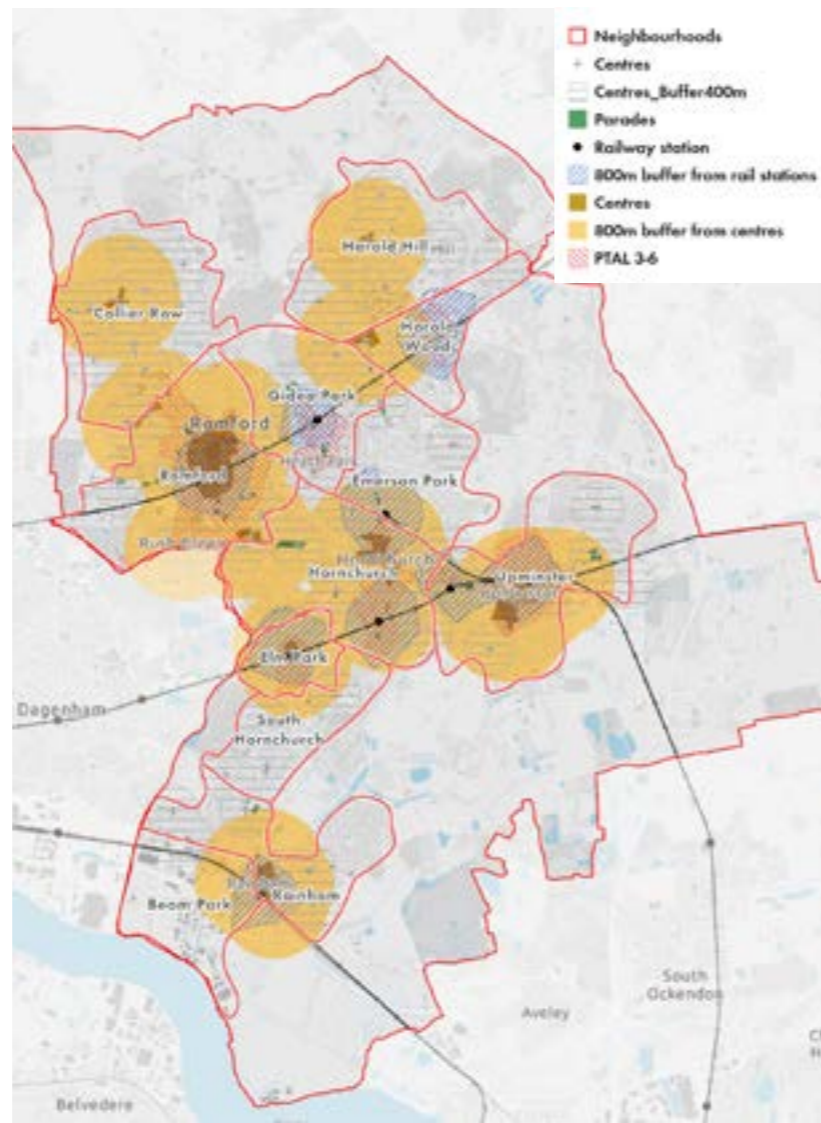 Neighbourhoods
Centres
Centres_Buffer400m
Parades
Railway station
800m buffer from rail stations
Centres
800m buffer from centres
PTAL 3-6
Harold Hill
Collier Row
Harold
Wood
Gidea Park
Romford
Romford
Emerson Park
Hornchurch
Upminster
Elm Park
Dagenham
South
Hornchurch
Beam Park
Rainham
South
Ockendon
Aveley
Belvedere